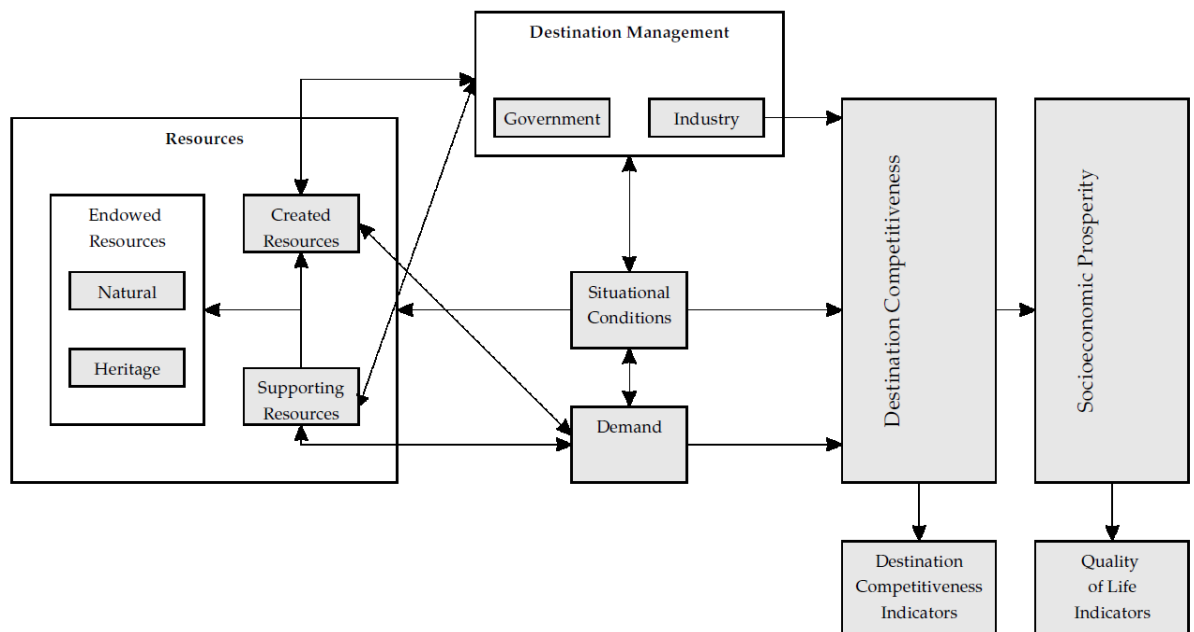 Destination Management
Government
Industry
Resources
Endowed
Resources
Natural
Heritage
Created
Resources
Supporting
Resources
Situational
Conditions
Demand
Destination Competitiveness
Socioeconomic Prosperity
Destination
Competitiveness
Indicators
Quality
of Life
Indicators